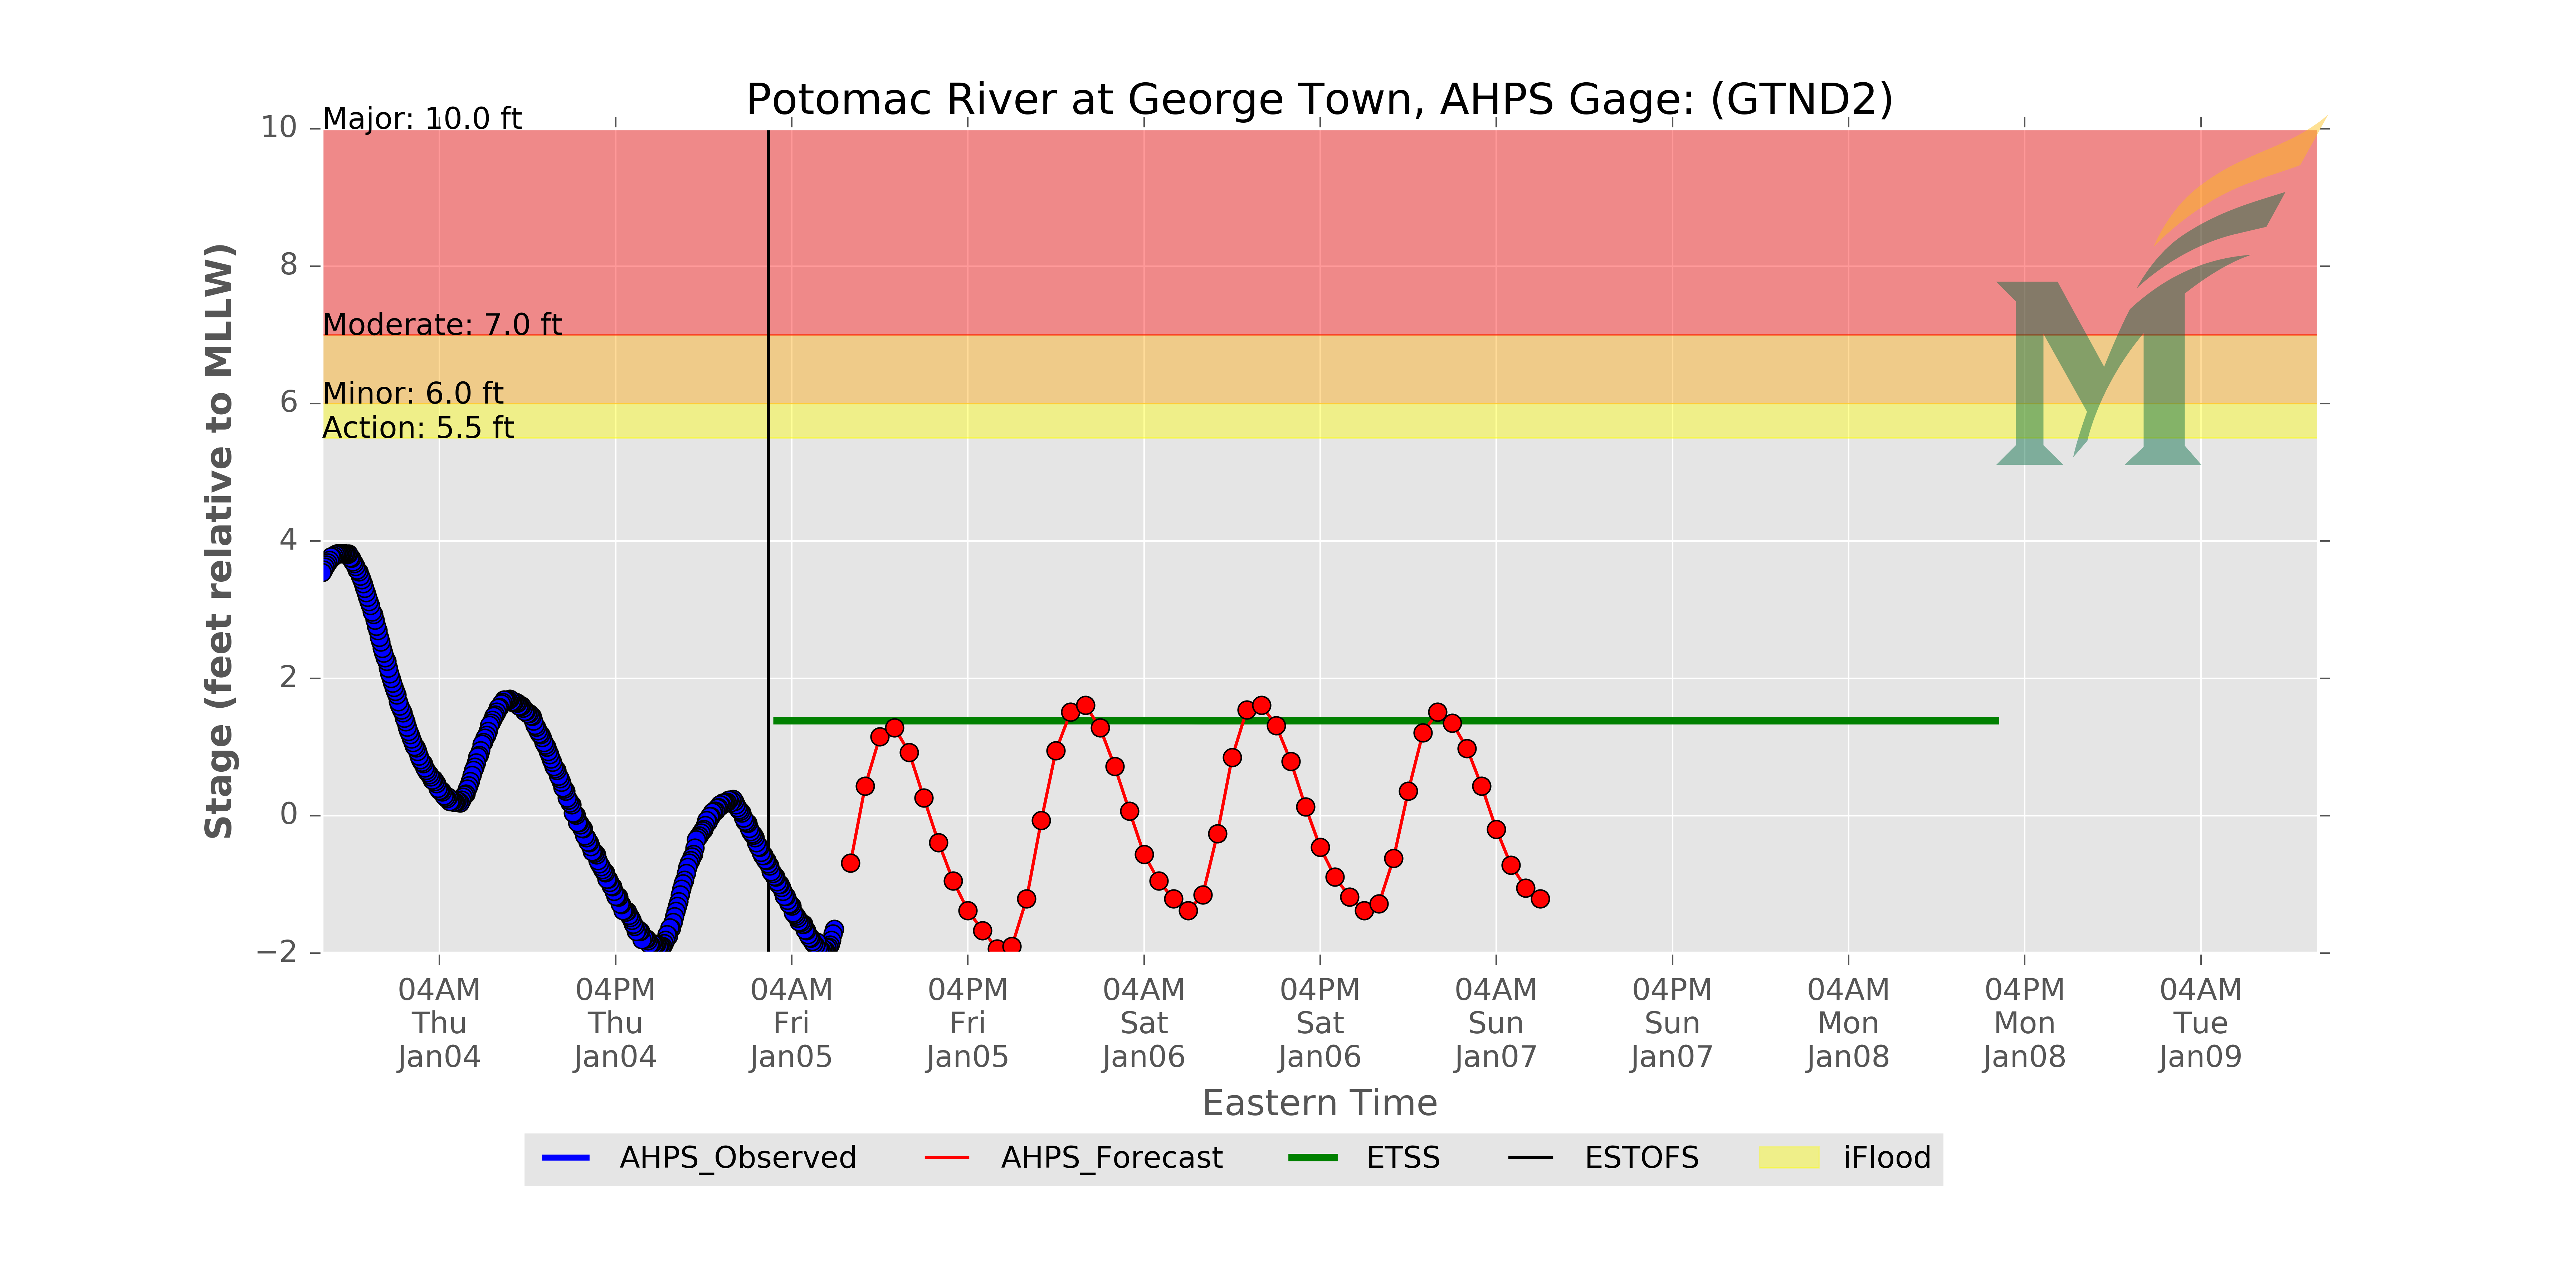 Potomac River at George Town, AHPS Gage: (GTND2)
Major: 10.0 ft
Moderate: 7.0 ft
Minor: 6.0 ft
Action: 5.5 ft
Stage (feet relative to MLLW)
10
8
6
4
2
0
−2
04AM 04PM 04AM 04PM 04AM 04PM 04AM 04PM 04AM 04PM 04AM
Thu Thu Fri Fri Sat Sat Sun Sun Mon Mon Tue
Jan04 Jan04 Jan05 Jan05 Jan06 Jan06 Jan07 Jan07 Jan08 Jan08 Jan09
Eastern Time
AHPS_Observed AHPS_Forecast ETSS ESTOFS iFlood
M